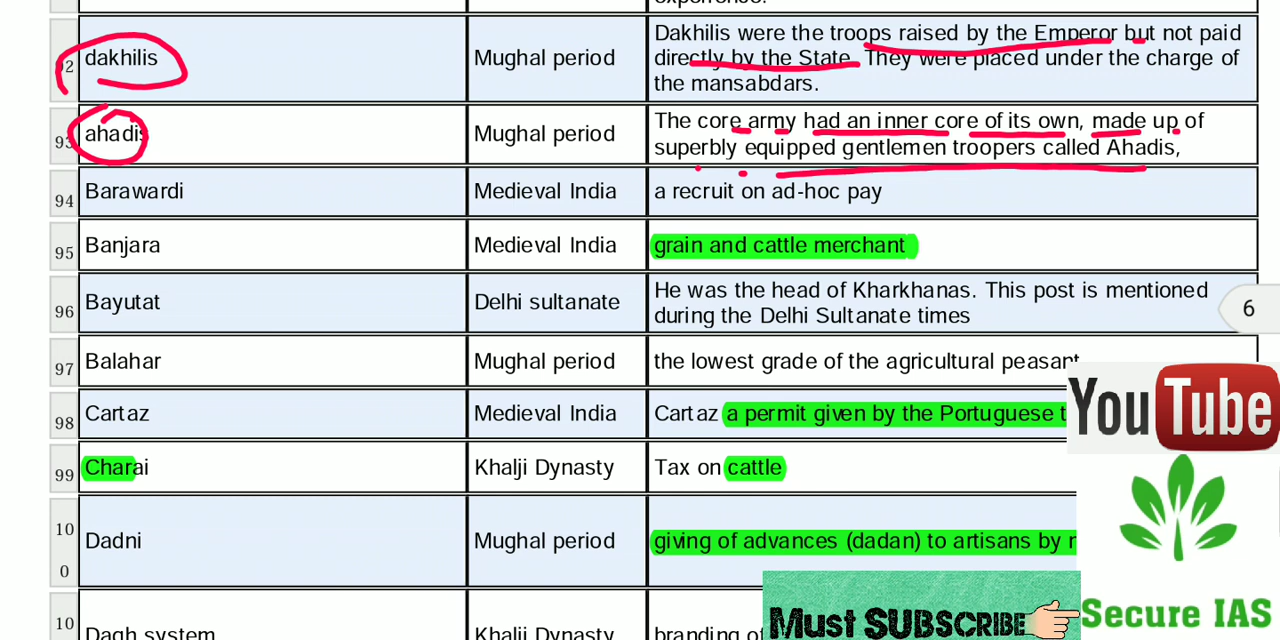 experience.
92 dakhilis Mughal period Dakhilis were the troops raised by the Emperor but not paid
directly by the State. They were placed under the charge of
the mansabdars.
93 ahadis Mughal period The core army had an inner core of its own, made up of
superbly equipped gentlemen troopers called Ahadis,
94 Barawardi Medieval India a recruit on ad-hoc pay
95 Banjara Medieval India grain and cattle merchant
96 Bayutat Delhi sultanate He was the head of Kharkhanas. This post is mentioned
during the Delhi Sultanate times
6
97 Balahar Mughal period the lowest grade of the agricultural peasant
98 Cartaz Medieval India Cartaz a permit given by the Portuguese
99 Charai Khalji Dynasty Tax on cattle
100 Dadni Mughal period giving of advances (dadan) to artisans by
10 Dagh system Khalji Dynasty branding of
YouTube
Must SUBSCRIBE
Secure IAS